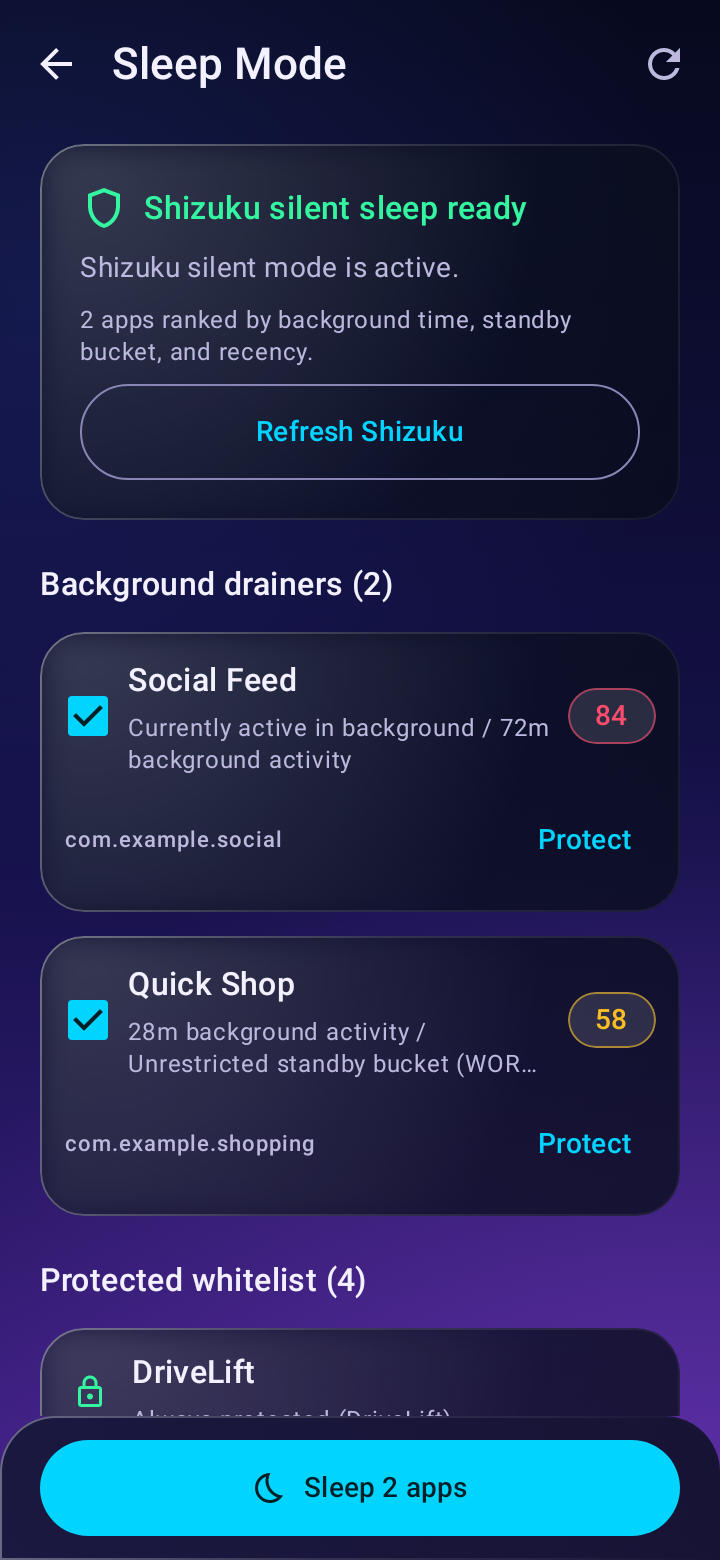 Sleep Mode
Shizuku silent sleep ready
Shizuku silent mode is active.
2 apps ranked by background time, standby
bucket, and recency.
Refresh Shizuku
Background drainers (2)
Social Feed
Currently active in background / 72m
background activity
84
com.example.social
Protect
Quick Shop
28m background activity /
Unrestricted standby bucket (WOR…
58
com.example.shopping
Protect
Protected whitelist (4)
DriveLift
Always protected (DriveLift)
Sleep 2 apps